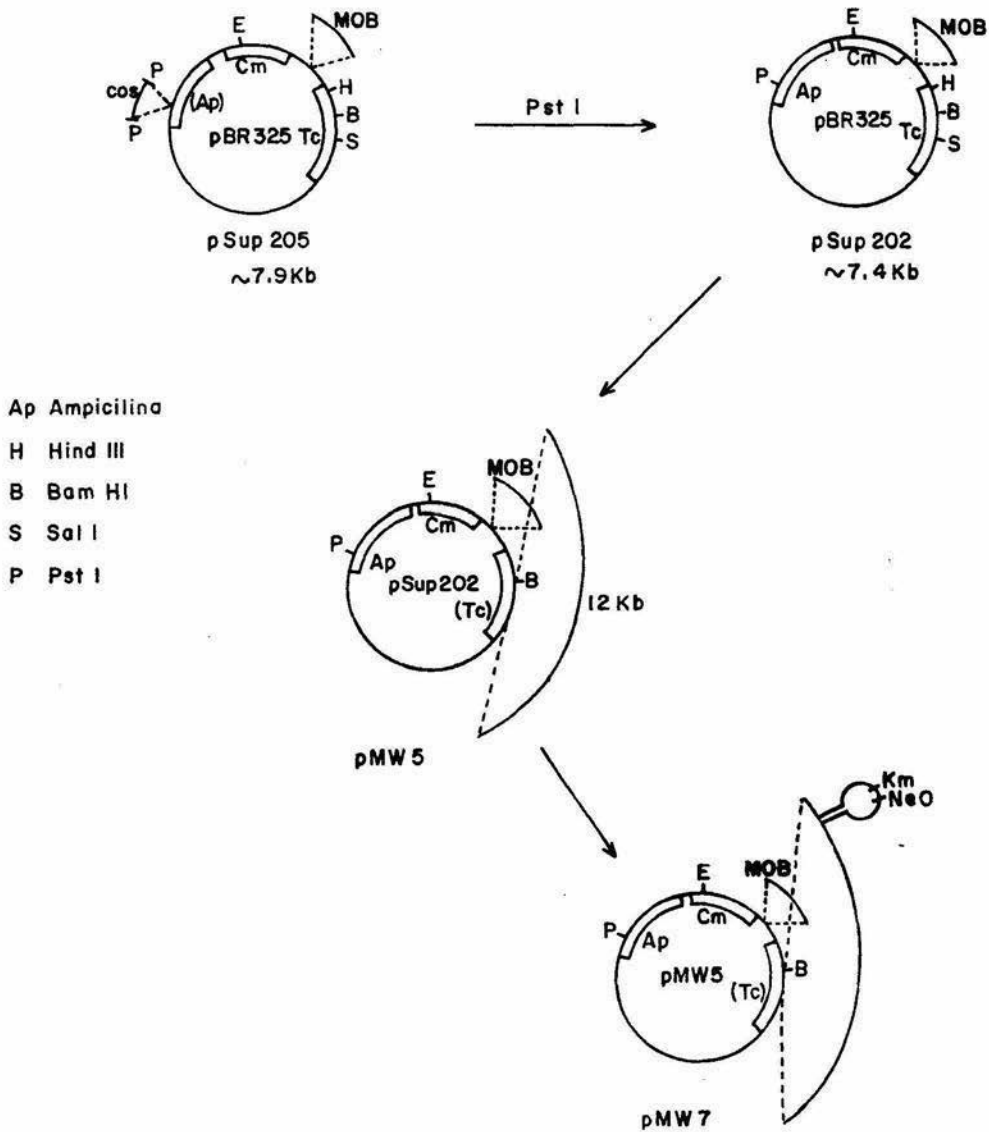 E
MOB
P
cos
P
Cm
(Ap)
H
B
S
pBR325 Tc
pSup 205
~7.9Kb
Pst I
E
MOB
P
Cm
Ap
H
B
S
pBR325
Tc
pSup 202
~7.4Kb
Ap Ampicilina
H Hind III
B Bam HI
S Sal I
P Pst I
E
MOB
P
Cm
Ap
pSup202
B
(Tc)
12 Kb
pMW 5
Km
NeO
E
MOB
P
Cm
Ap
pMW5
B
(Tc)
pMW 7